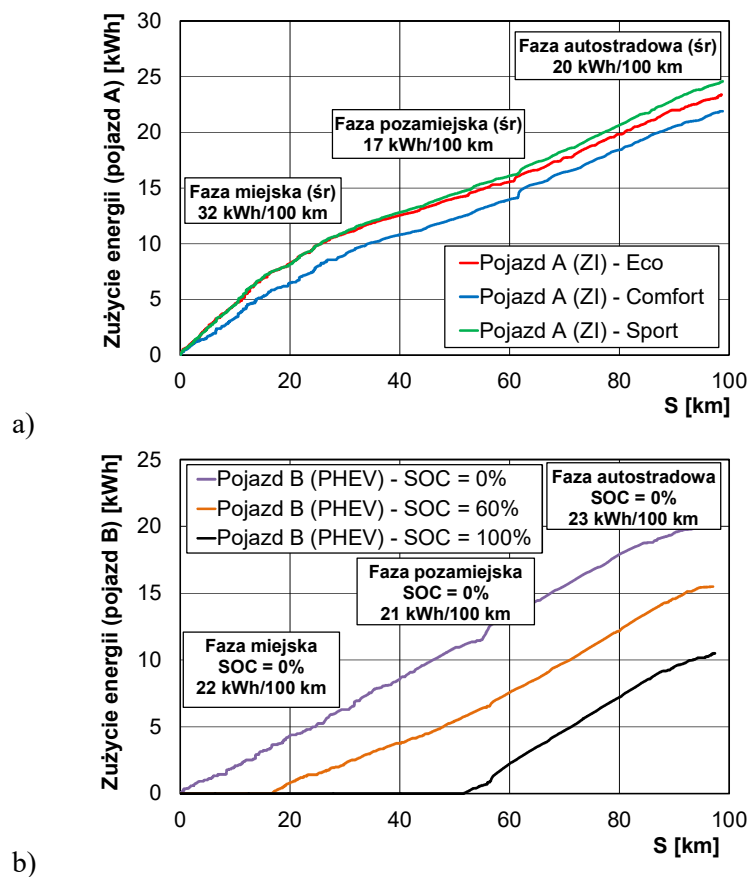 Zużycie energii (pojazd A) [kWh]
30
25
20
15
10
5
0
Faza autostradowa (śr)
20 kWh/100 km
Faza pozamiejska (śr)
17 kWh/100 km
Faza miejska (śr)
32 kWh/100 km
Pojazd A (ZI) - Eco
Pojazd A (ZI) - Comfort
Pojazd A (ZI) - Sport
0 20 40 60 80 100
S [km]
a)
Zużycie energii (pojazd B) [kWh]
25
20
15
10
5
0
Pojazd B (PHEV) - SOC = 0%
Pojazd B (PHEV) - SOC = 60%
Pojazd B (PHEV) - SOC = 100%
Faza autostradowa
SOC = 0%
23 kWh/100 km
Faza pozamiejska
SOC = 0%
21 kWh/100 km
Faza miejska
SOC = 0%
22 kWh/100 km
0 20 40 60 80 100
S [km]
b)